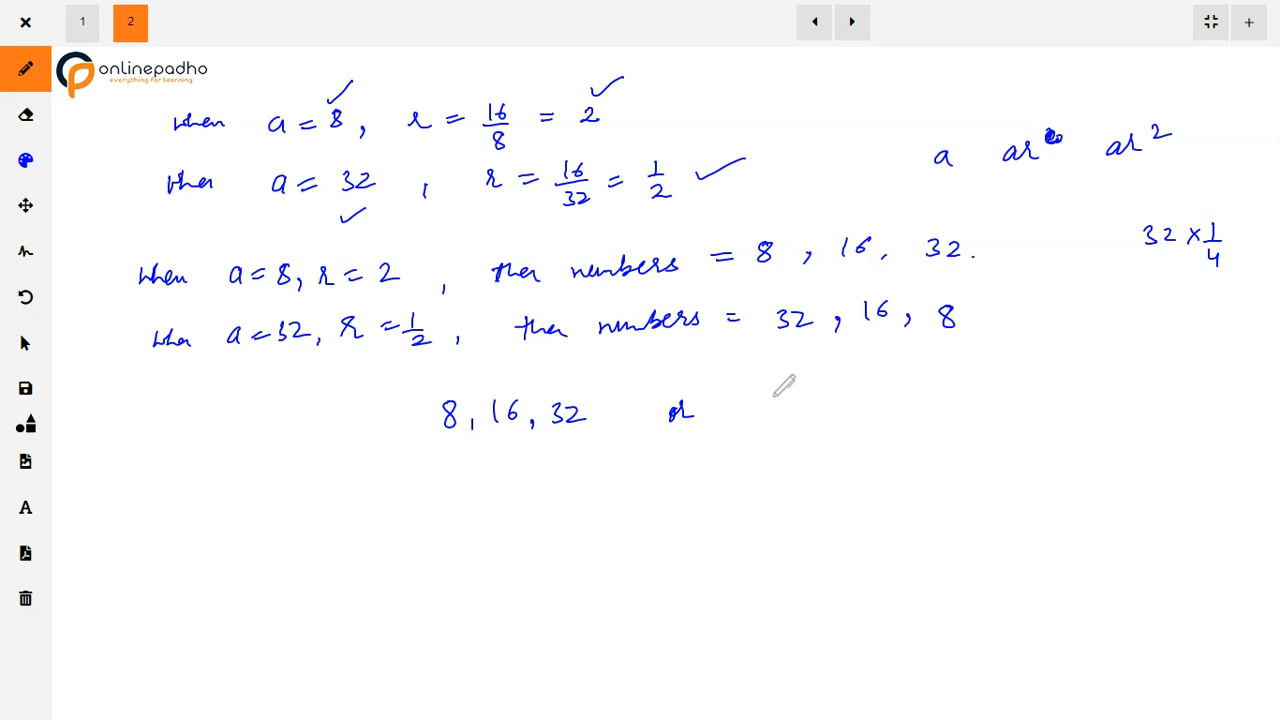 1 2
onlinepadho
everything for learning
when a = 8, r = 16/8 = 2
when a = 32, r = 16/32 = 1/2
a ar ar²
32 × 1/4
when a = 8, r = 2, then numbers = 8, 16, 32.
when a = 32, r = 1/2, then numbers = 32, 16, 8
8, 16, 32 or
A